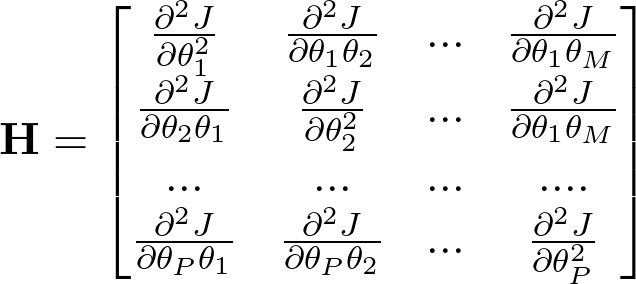 H = [ ∂²J/∂θ₁² ∂²J/∂θ₁θ₂ ... ∂²J/∂θ₁θ_M
∂²J/∂θ₂θ₁ ∂²J/∂θ₂² ... ∂²J/∂θ₁θ_M
... ... ... ....
∂²J/∂θ_Pθ₁ ∂²J/∂θ_Pθ₂ ... ∂²J/∂θ_P² ]